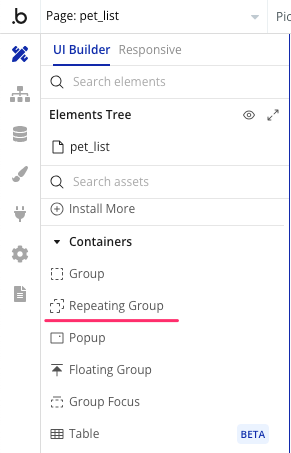 .b
Page: pet_list
Pic
UI Builder Responsive
Search elements
Elements Tree
pet_list
Search assets
Install More
Containers
Group
Repeating Group
Popup
Floating Group
Group Focus
Table BETA